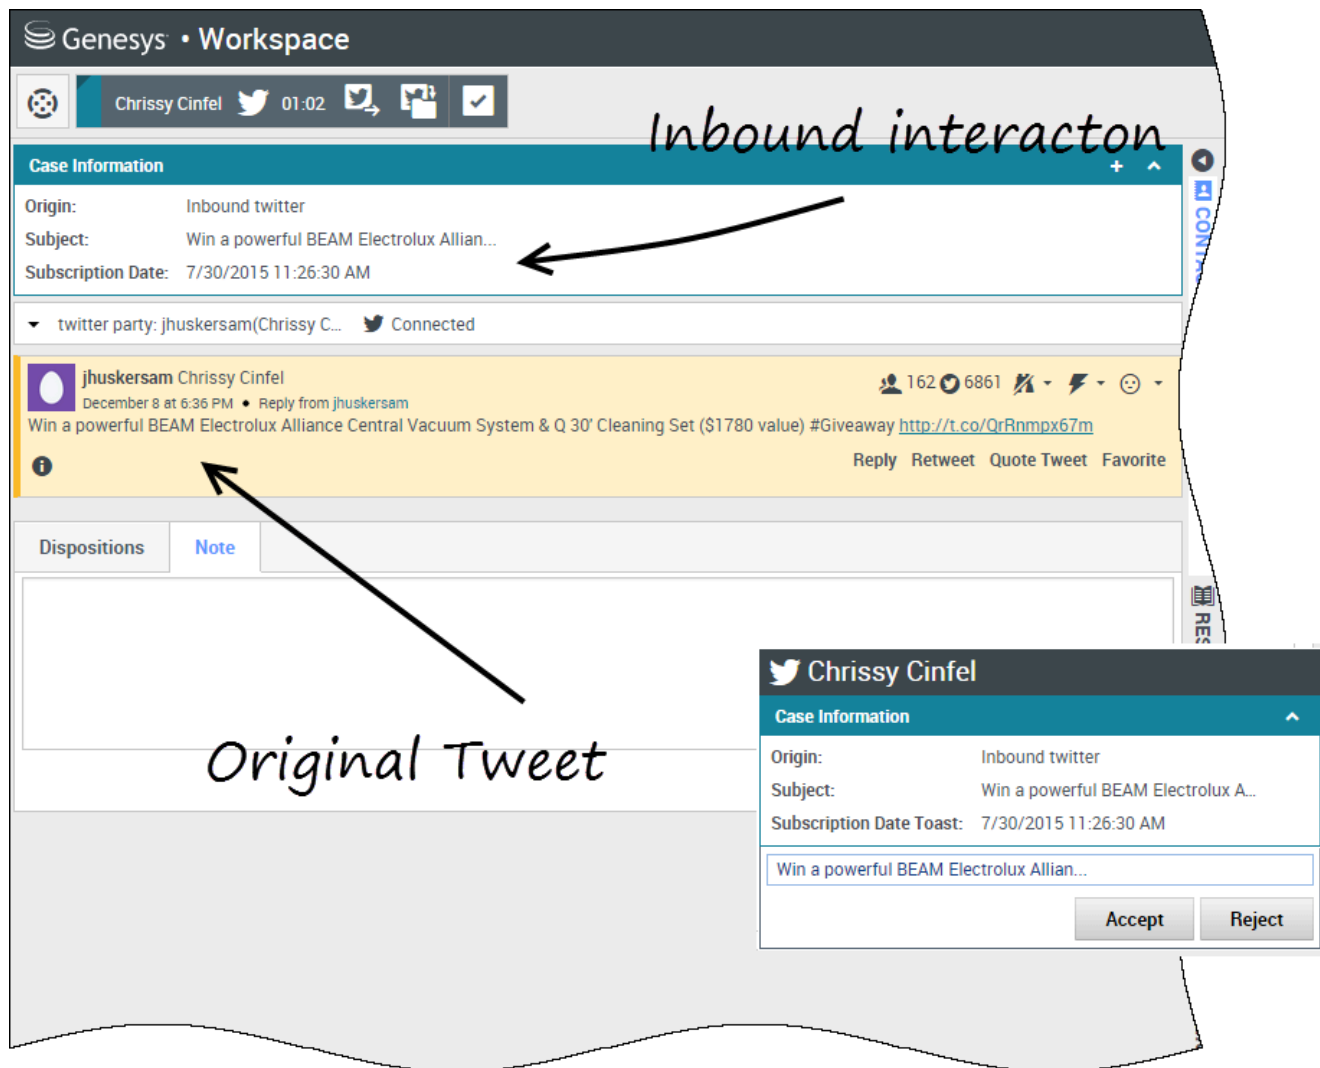 Genesys • Workspace
Chrissy Cinfel 01:02
Inbound interacton
Case Information
Origin: Inbound twitter
Subject: Win a powerful BEAM Electrolux Allian...
Subscription Date: 7/30/2015 11:26:30 AM
CONTAC
twitter party: jhuskersam(Chrissy C... Connected
jhuskersam Chrissy Cinfel 162 6861
December 8 at 6:36 PM • Reply from jhuskersam
Win a powerful BEAM Electrolux Alliance Central Vacuum System & Q 30' Cleaning Set ($1780 value) #Giveaway http://t.co/QrRnmpx67m
Reply Retweet Quote Tweet Favorite
Dispositions Note
RES
Original Tweet
Chrissy Cinfel
Case Information
Origin: Inbound twitter
Subject: Win a powerful BEAM Electrolux A...
Subscription Date Toast: 7/30/2015 11:26:30 AM
Win a powerful BEAM Electrolux Allian...
Accept Reject